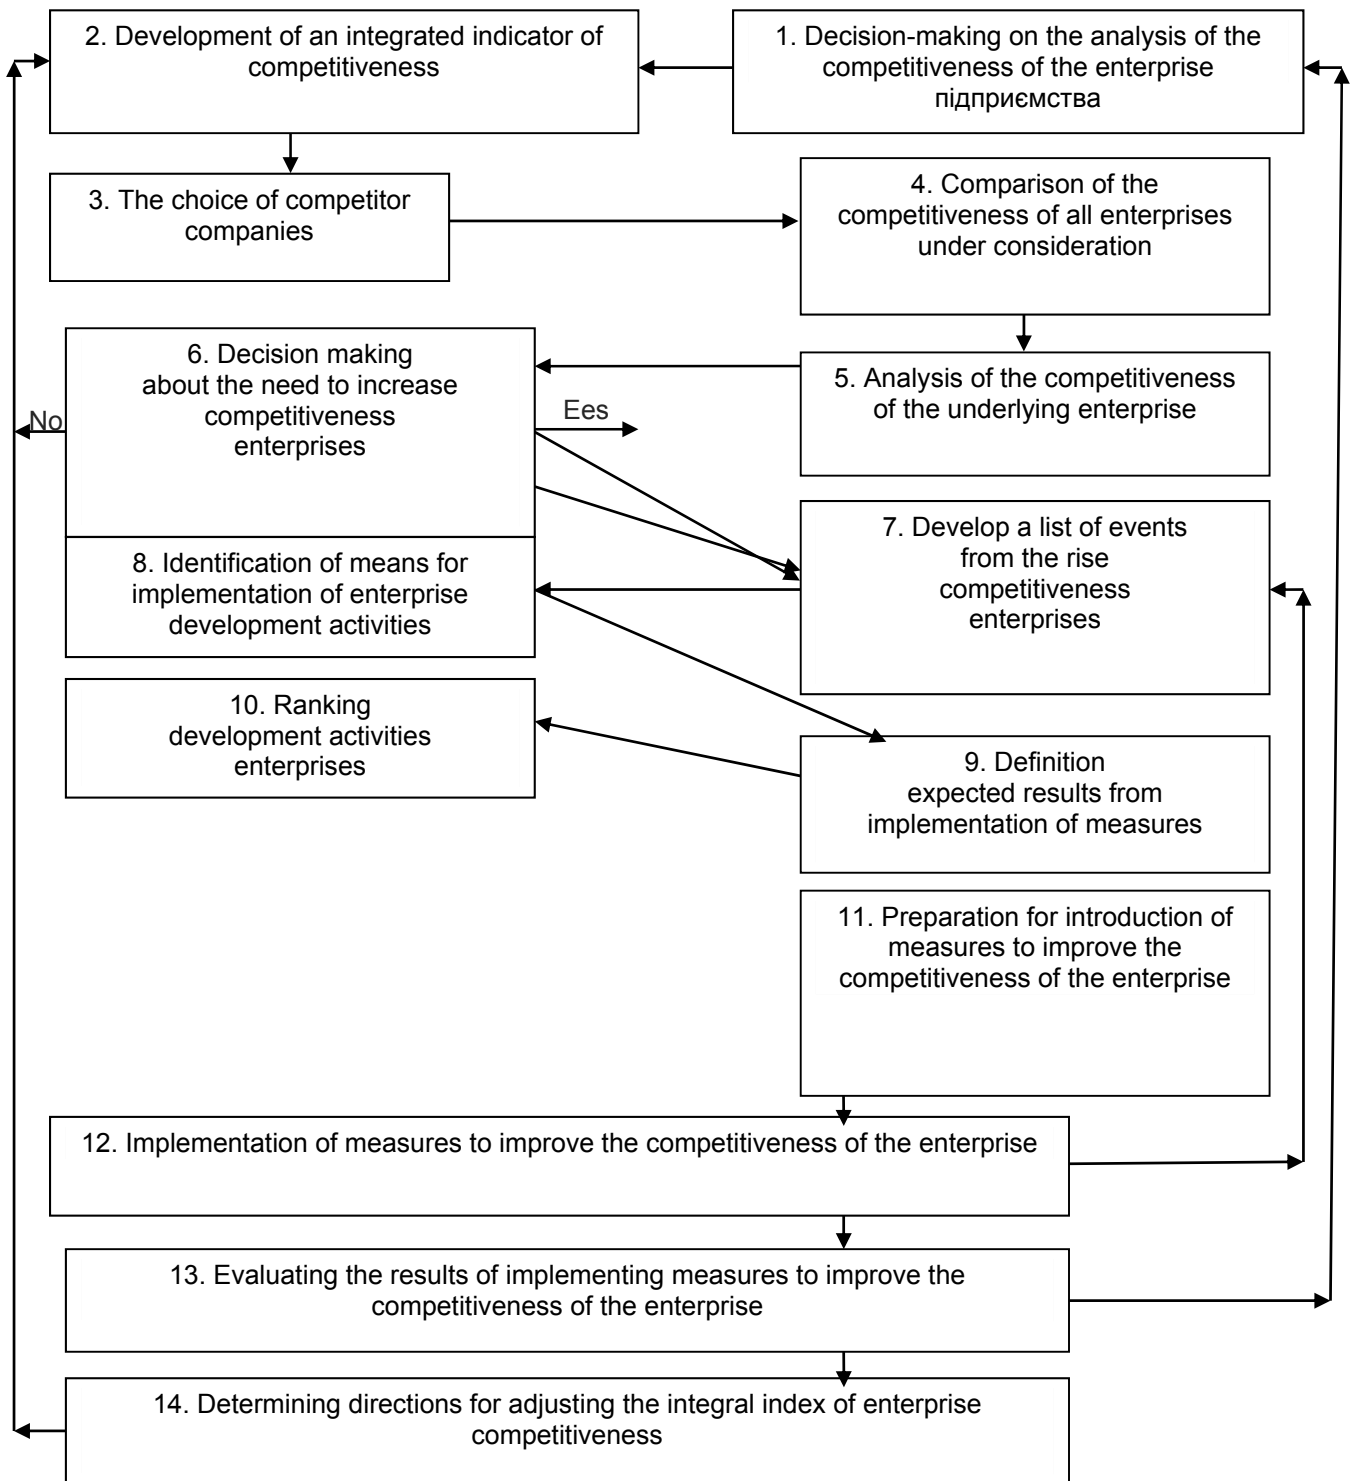 1. Decision-making on the analysis of the
competitiveness of the enterprise
підприємства
2. Development of an integrated indicator of
competitiveness
3. The choice of competitor
companies
4. Comparison of the
competitiveness of all enterprises
under consideration
5. Analysis of the competitiveness
of the underlying enterprise
6. Decision making
about the need to increase
competitiveness
enterprises
No
Ees
7. Develop a list of events
from the rise
competitiveness
enterprises
8. Identification of means for
implementation of enterprise
development activities
9. Definition
expected results from
implementation of measures
10. Ranking
development activities
enterprises
11. Preparation for introduction of
measures to improve the
competitiveness of the enterprise
12. Implementation of measures to improve the competitiveness of the enterprise
13. Evaluating the results of implementing measures to improve the
competitiveness of the enterprise
14. Determining directions for adjusting the integral index of enterprise
competitiveness